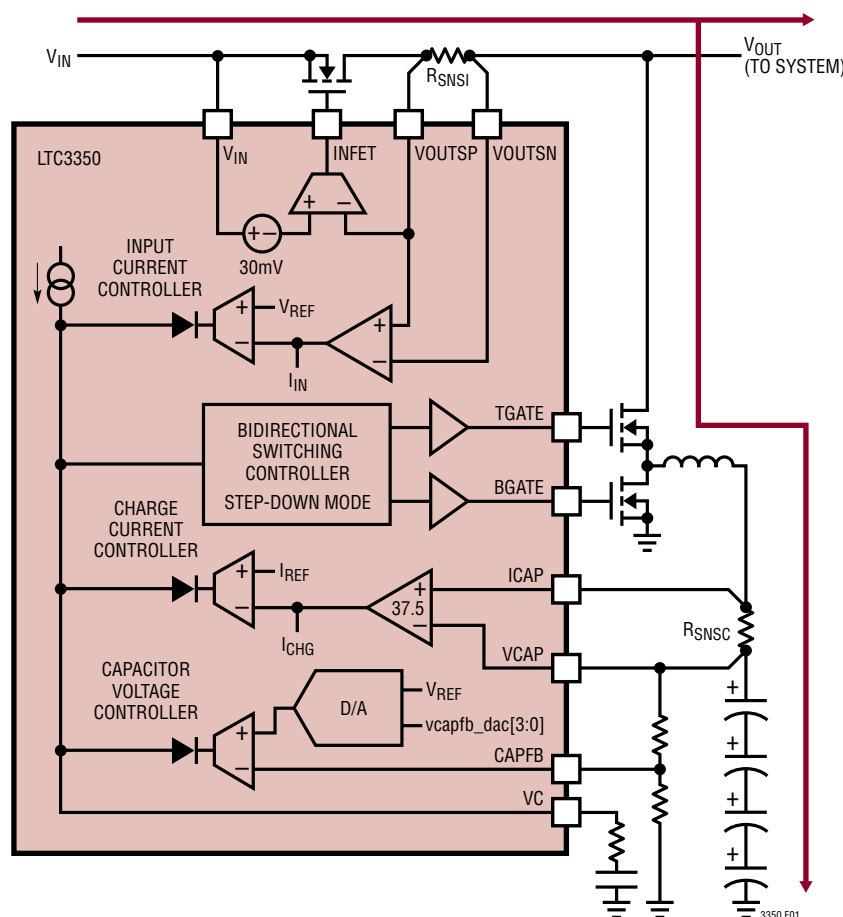 VIN
RSNSI
VOUT
(TO SYSTEM)
LTC3350
VIN
INFET
VOUTSP
VOUTSN
+ −
+ −
30mV
INPUT
CURRENT
CONTROLLER
+
−
VREF
IIN
+
−
BIDIRECTIONAL
SWITCHING
CONTROLLER
STEP-DOWN MODE
TGATE
BGATE
CHARGE
CURRENT
CONTROLLER
+
−
IREF
ICHG
+
37.5
−
ICAP
VCAP
RSNSC
CAPACITOR
VOLTAGE
CONTROLLER
+
−
D/A
VREF
vcapfb_dac[3:0]
CAPFB
VC
+
+
+
+
3350 F01